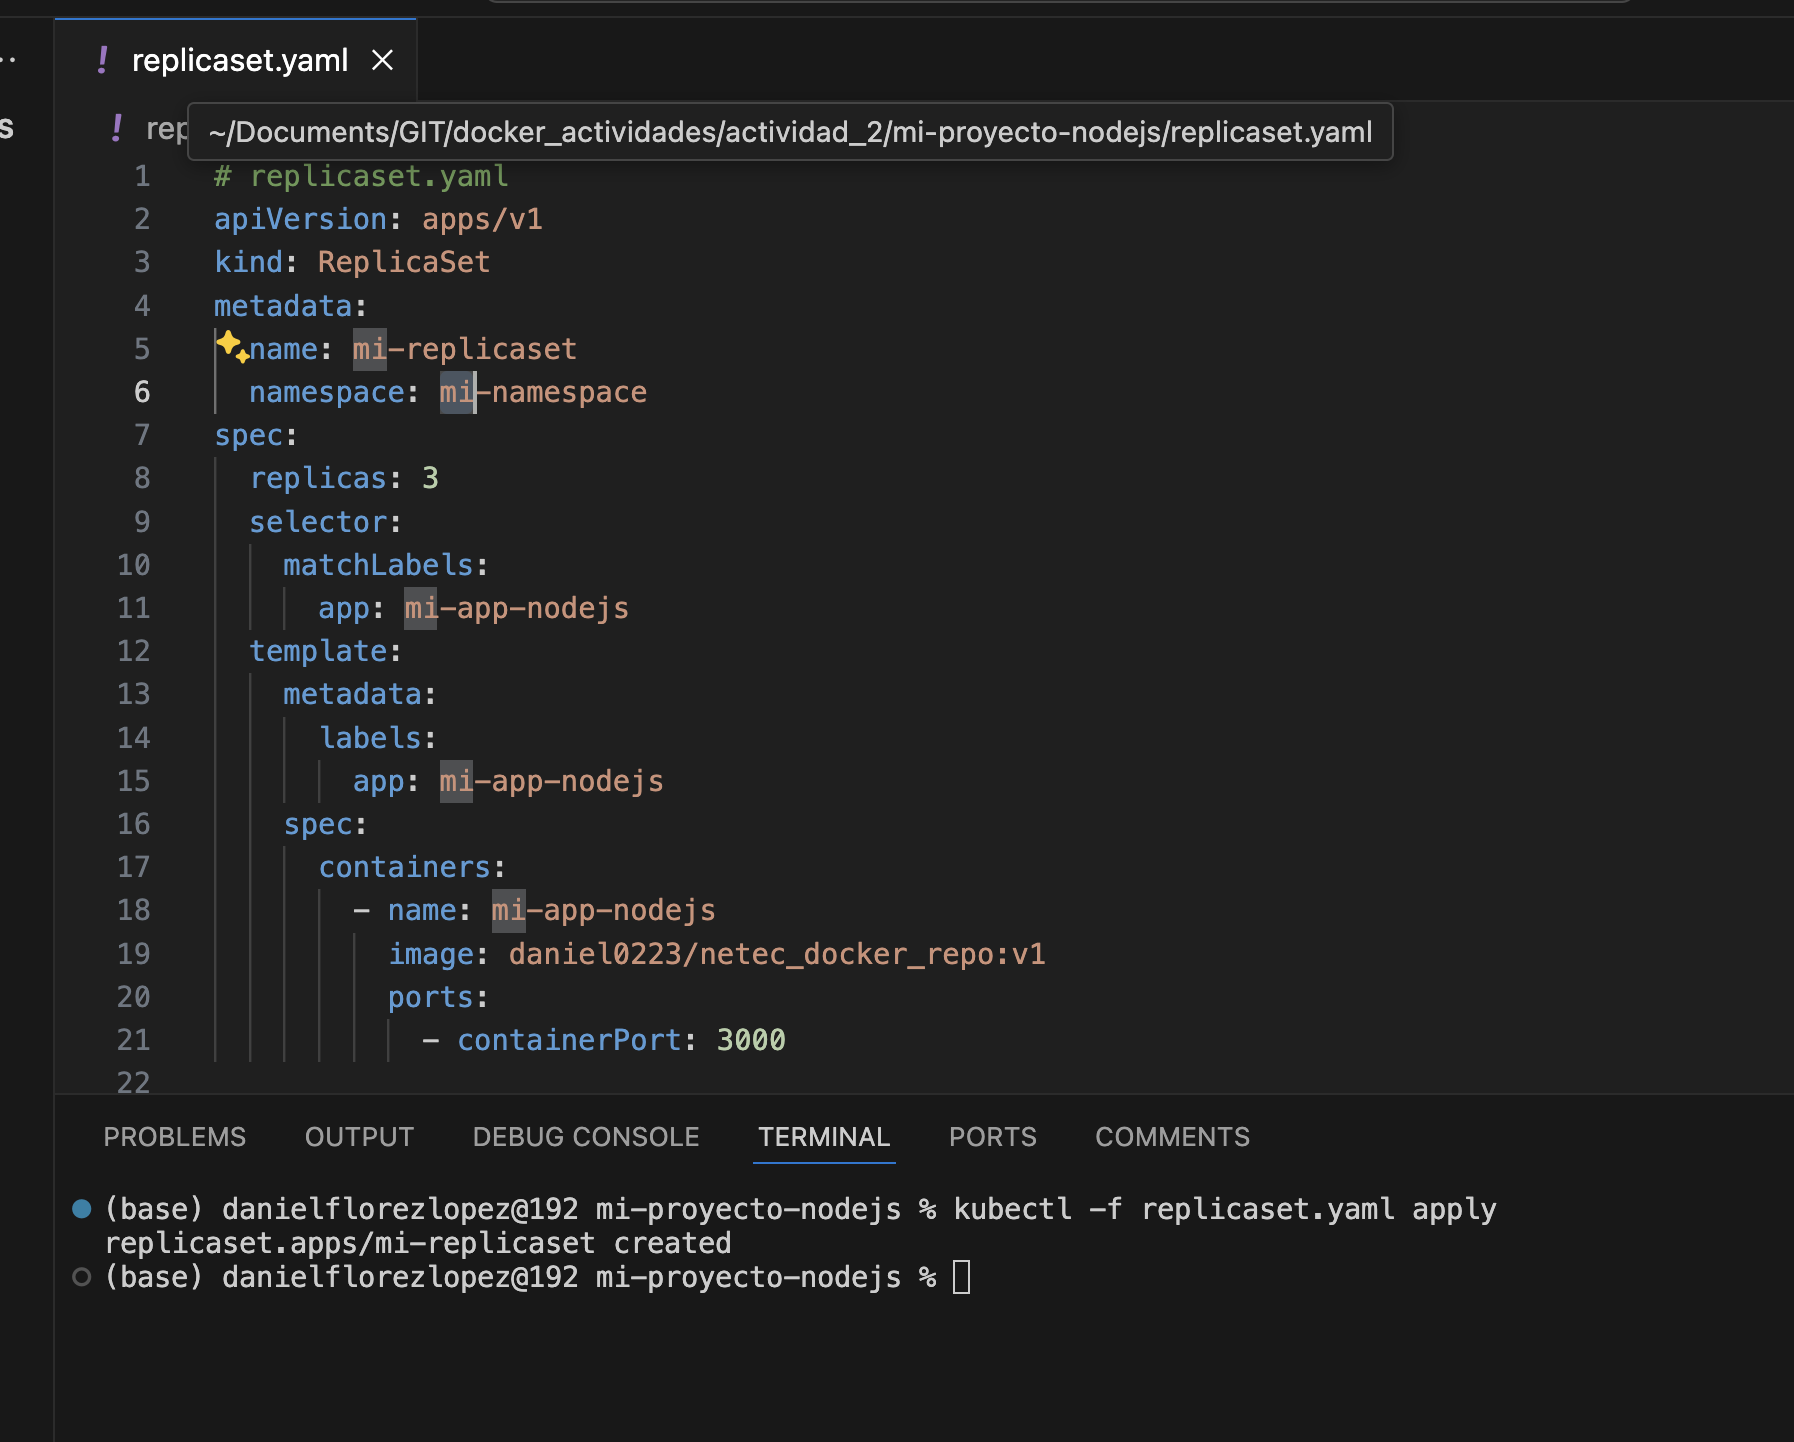 replicaset.yaml
s
rep
~/Documents/GIT/docker_actividades/actividad_2/mi-proyecto-nodejs/replicaset.yaml
1 # replicaset.yaml
2 apiVersion: apps/v1
3 kind: ReplicaSet
4 metadata:
5 name: mi-replicaset
6 namespace: mi-namespace
7 spec:
8 replicas: 3
9 selector:
10 matchLabels:
11 app: mi-app-nodejs
12 template:
13 metadata:
14 labels:
15 app: mi-app-nodejs
16 spec:
17 containers:
18 - name: mi-app-nodejs
19 image: daniel0223/netec_docker_repo:v1
20 ports:
21 - containerPort: 3000
22
PROBLEMS OUTPUT DEBUG CONSOLE TERMINAL PORTS COMMENTS
(base) danielflorezlopez@192 mi-proyecto-nodejs % kubectl -f replicaset.yaml apply
replicaset.apps/mi-replicaset created
(base) danielflorezlopez@192 mi-proyecto-nodejs %